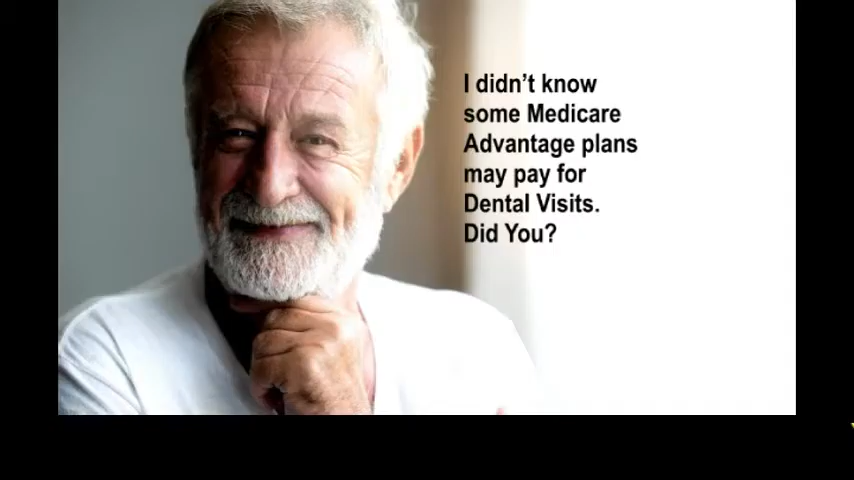 I didn't know
some Medicare
Advantage plans
may pay for
Dental Visits.
Did You?